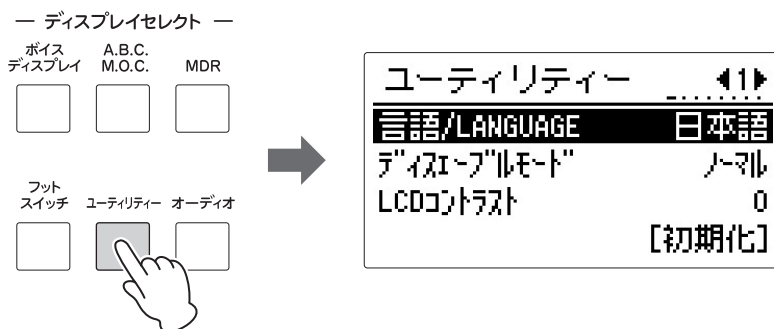 ディスプレイセレクト
ボイス
ディスプレイ
A.B.C.
M.O.C.
MDR
フット
スイッチ
ユーティリティー
オーディオ
ユーティリティー 1
言語/LANGUAGE 日本語
ディスエーブルモード ノーマル
LCDコントラスト 0
[初期化]